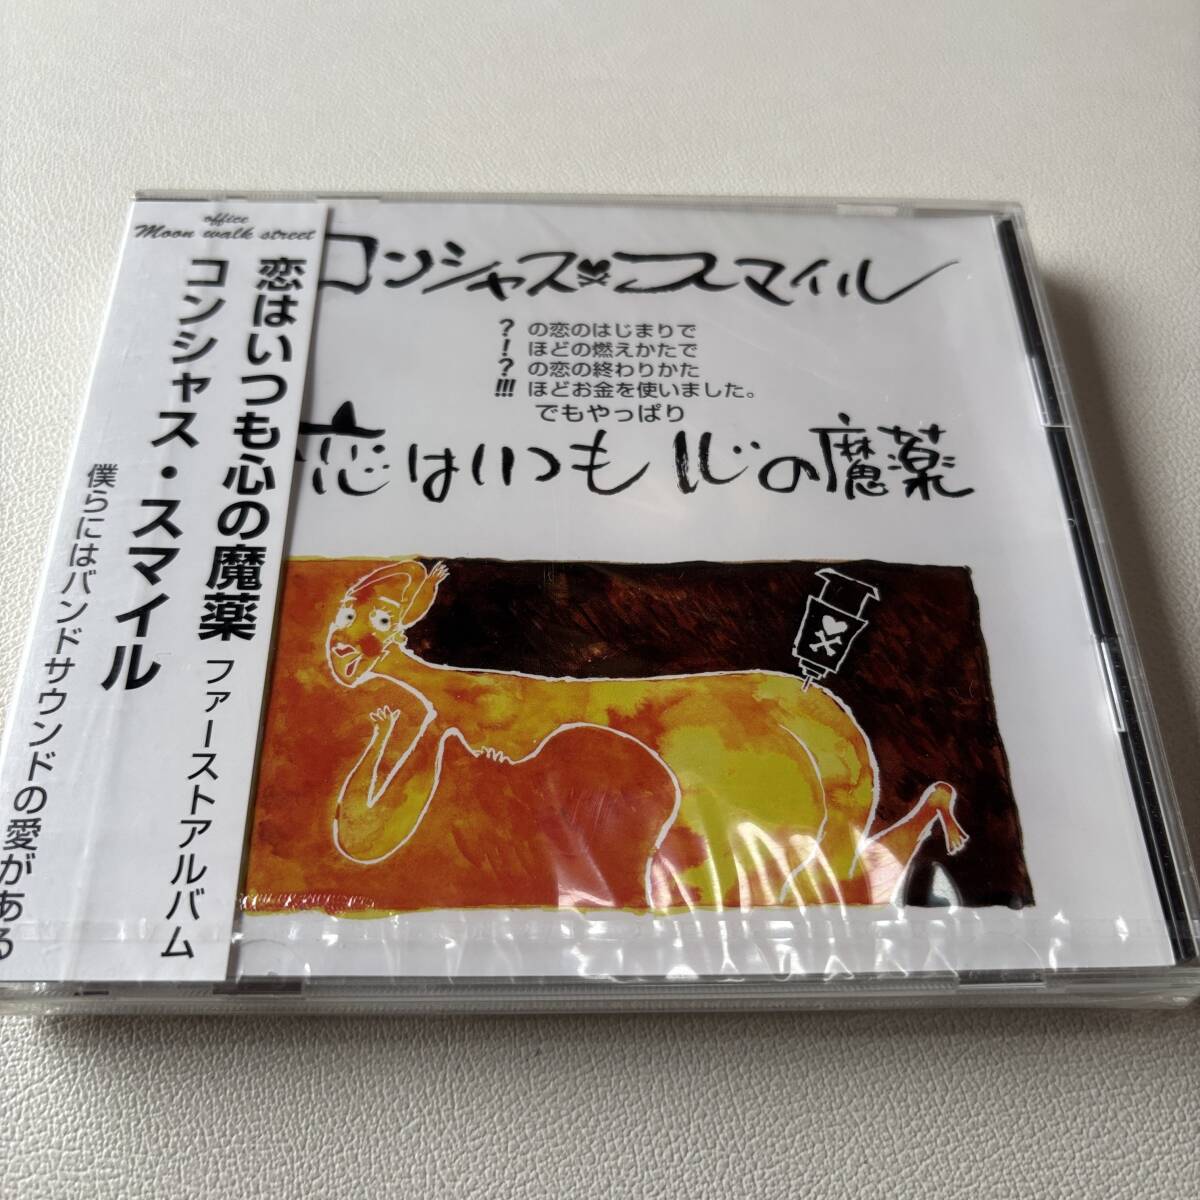 office
Moon walk street
恋はいつも心の魔薬 ファーストアルバム
コンシャス・スマイル
僕らにはバンドサウンドの愛がある
コンシャス スマイル
? の恋のはじまりで
! ほどの燃えかたで
? の恋の終わりかた
!!! ほどお金を使いました。
でもやっぱり
恋はいつも心の魔薬